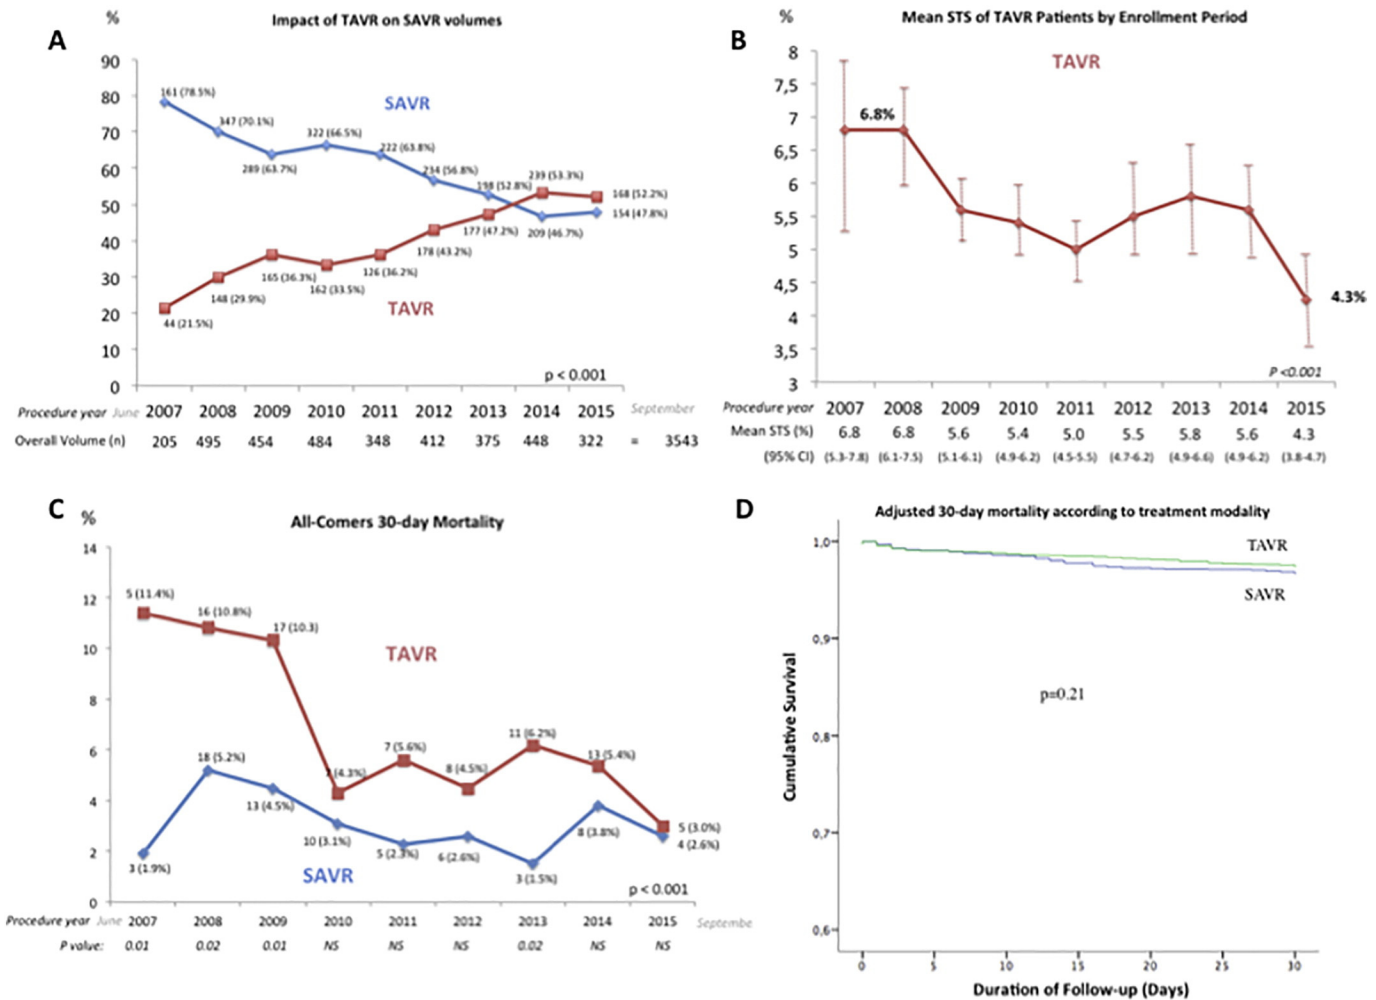 A
%
Impact of TAVR on SAVR volumes
90
80
70
60
50
40
30
20
10
0
161 (78.5%)
347 (70.1%)
289 (63.7%)
322 (66.5%)
222 (63.8%)
234 (56.8%)
198 (52.8%)
239 (53.3%)
168 (52.2%)
154 (47.8%)
209 (46.7%)
177 (47.2%)
178 (43.2%)
126 (36.2%)
162 (33.5%)
165 (36.3%)
148 (29.9%)
44 (21.5%)
SAVR
TAVR
p < 0.001
Procedure year June 2007 2008 2009 2010 2011 2012 2013 2014 2015 September
Overall Volume (n) 205 495 454 484 348 412 375 448 322 = 3543
B
%
Mean STS of TAVR Patients by Enrollment Period
TAVR
8
7,5
7
6,5
6
5,5
5
4,5
4
3,5
3
6.8%
4.3%
P <0.001
Procedure year 2007 2008 2009 2010 2011 2012 2013 2014 2015
Mean STS (%) 6.8 6.8 5.6 5.4 5.0 5.5 5.8 5.6 4.3
(95% CI) (5.3-7.8) (6.1-7.5) (5.1-6.1) (4.9-6.2) (4.5-5.5) (4.7-6.2) (4.9-6.6) (4.9-6.2) (3.8-4.7)
C
%
All-Comers 30-day Mortality
14
12
10
8
6
4
2
0
5 (11.4%)
16 (10.8%)
17 (10.3)
7 (4.3%)
7 (5.6%)
8 (4.5%)
11 (6.2%)
13 (5.4%)
5 (3.0%)
4 (2.6%)
8 (3.8%)
3 (1.5%)
6 (2.6%)
5 (2.3%)
10 (3.1%)
13 (4.5%)
18 (5.2%)
3 (1.9%)
TAVR
SAVR
p < 0.001
Procedure year June 2007 2008 2009 2010 2011 2012 2013 2014 2015 Septembe
P value: 0.01 0.02 0.01 NS NS NS 0.02 NS NS
D
Adjusted 30-day mortality according to treatment modality
TAVR
SAVR
p=0.21
Cumulative Survival
1,0
0,9
0,8
0,7
0,6
0 5 10 15 20 25 30
Duration of Follow-up (Days)